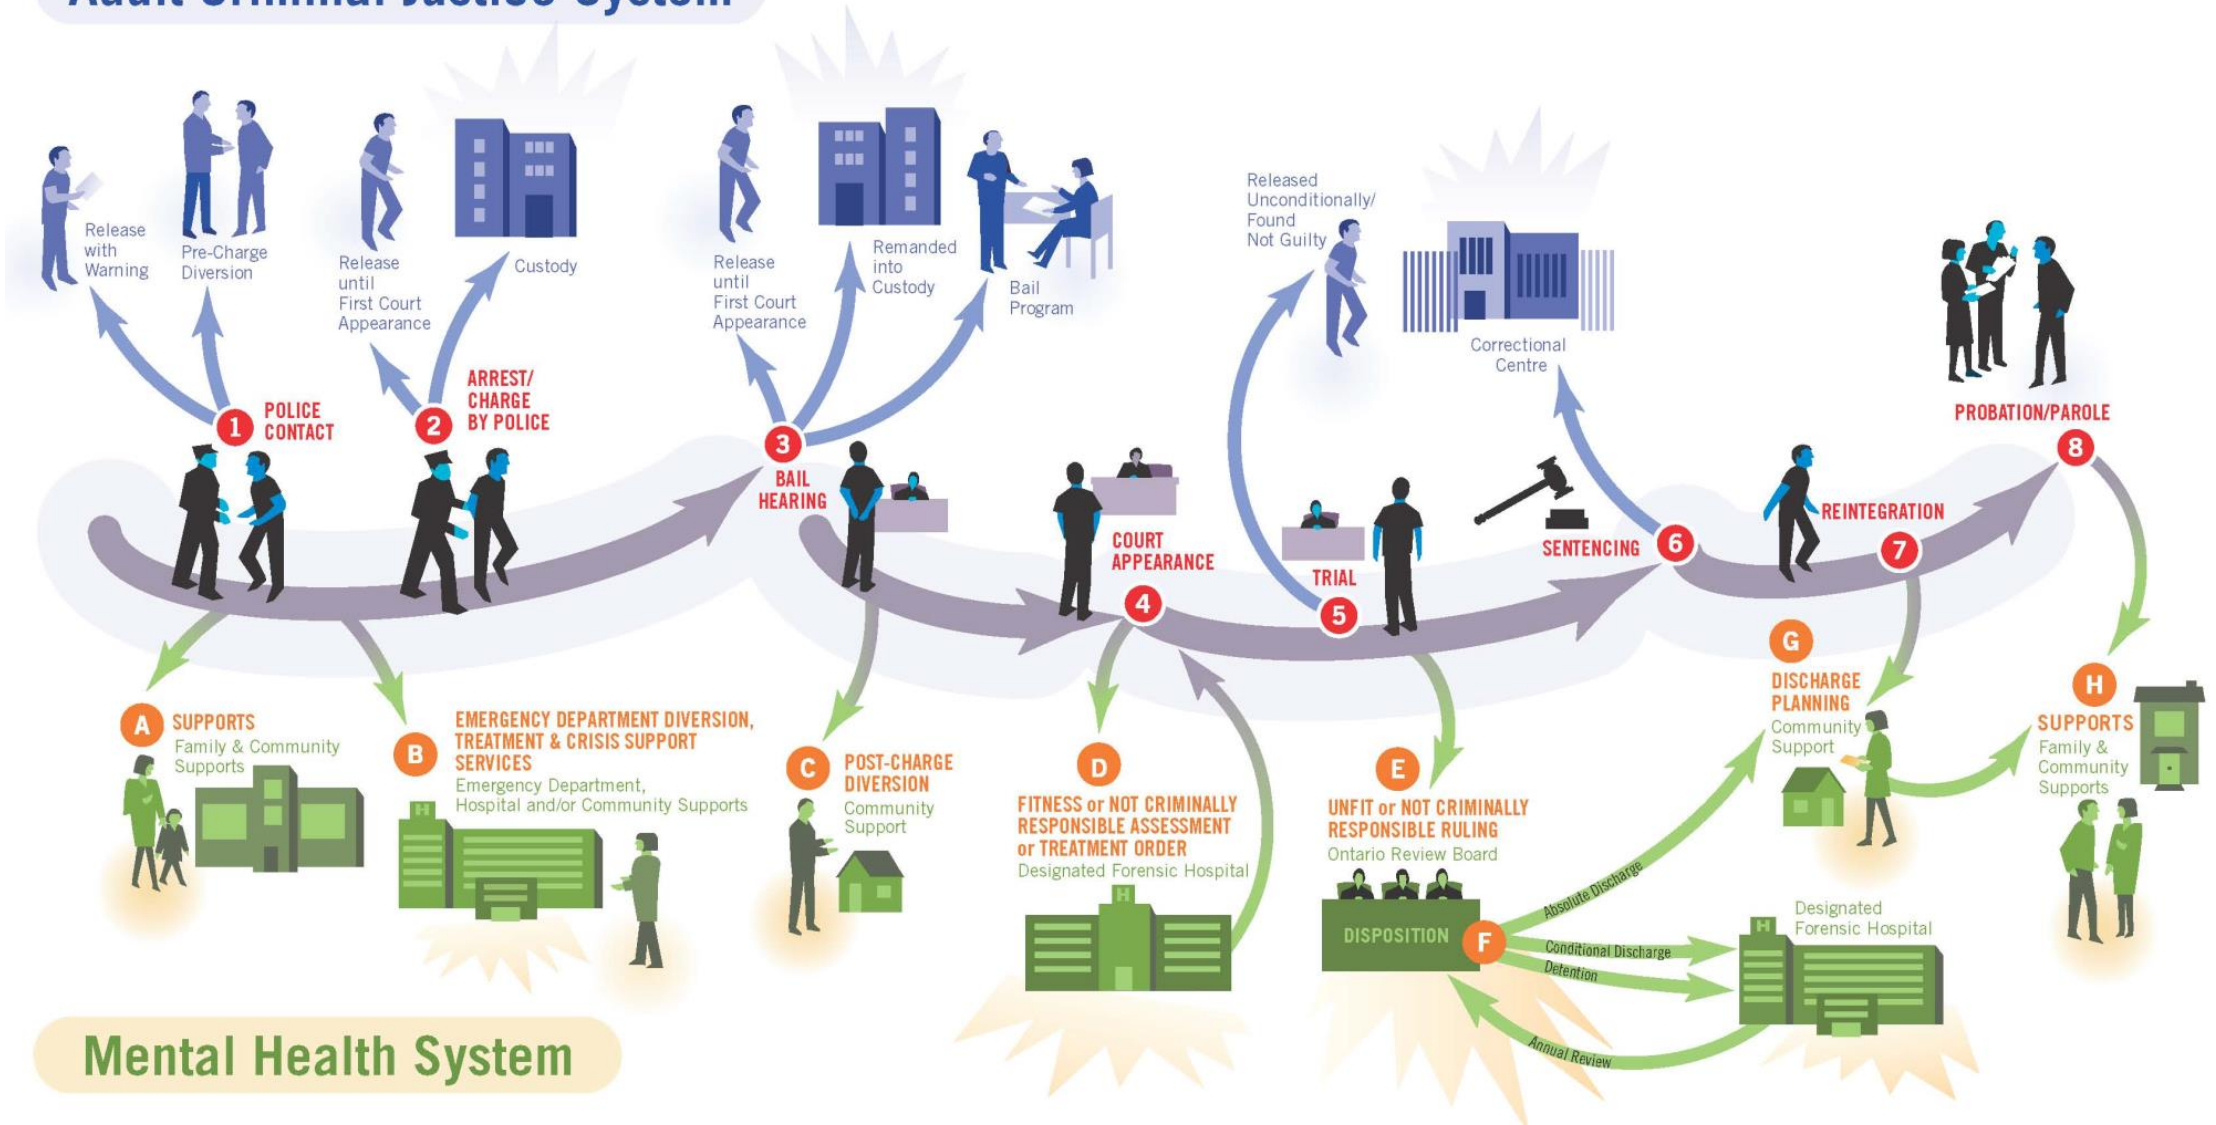 Adult Criminal Justice System
Release
with
Warning
Pre-Charge
Diversion
Release
until
First Court
Appearance
Custody
Release
until
First Court
Appearance
Remanded
into
Custody
Bail
Program
Released
Unconditionally/
Found
Not Guilty
Correctional
Centre
1
POLICE
CONTACT
2
ARREST/
CHARGE
BY POLICE
3
BAIL
HEARING
4
COURT
APPEARANCE
5
TRIAL
6
SENTENCING
7
REINTEGRATION
8
PROBATION/PAROLE
A
SUPPORTS
Family & Community
Supports
B
EMERGENCY DEPARTMENT DIVERSION,
TREATMENT & CRISIS SUPPORT
SERVICES
Emergency Department,
Hospital and/or Community Supports
H
C
POST-CHARGE
DIVERSION
Community
Support
D
FITNESS or NOT CRIMINALLY
RESPONSIBLE ASSESSMENT
or TREATMENT ORDER
Designated Forensic Hospital
H
E
UNFIT or NOT CRIMINALLY
RESPONSIBLE RULING
Ontario Review Board
DISPOSITION
F
Absolute Discharge
Conditional Discharge
Detention
Annual Review
Designated
Forensic Hospital
H
G
DISCHARGE
PLANNING
Community
Support
H
SUPPORTS
Family &
Community
Supports
Mental Health System